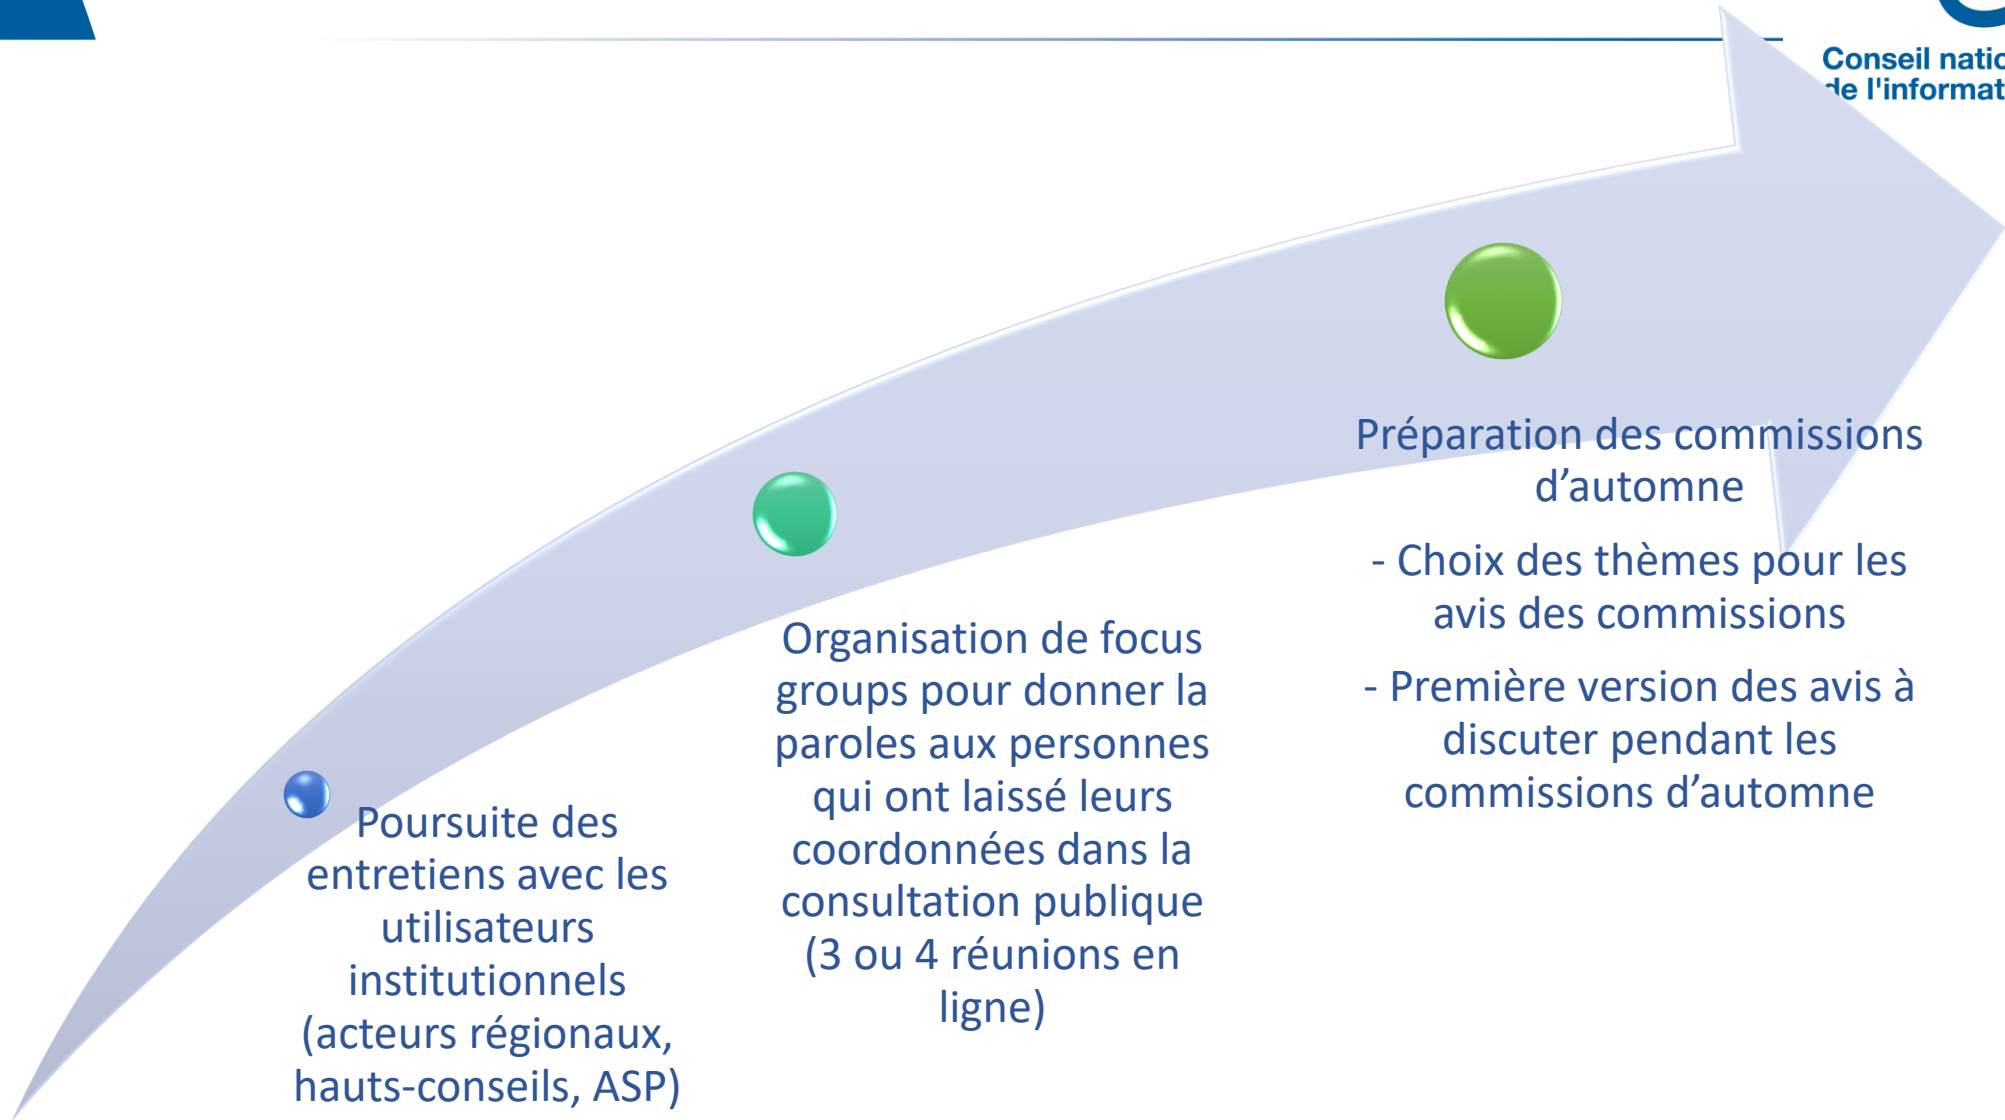 Conseil
de l'informat
Poursuite des
entretiens avec les
utilisateurs
institutionnels
(acteurs régionaux,
hauts-conseils, ASP)
Organisation de focus
groups pour donner la
paroles aux personnes
qui ont laissé leurs
coordonnées dans la
consultation publique
(3 ou 4 réunions en
ligne)
Préparation des commissions
d’automne
- Choix des thèmes pour les
avis des commissions
- Première version des avis à
discuter pendant les
commissions d’automne